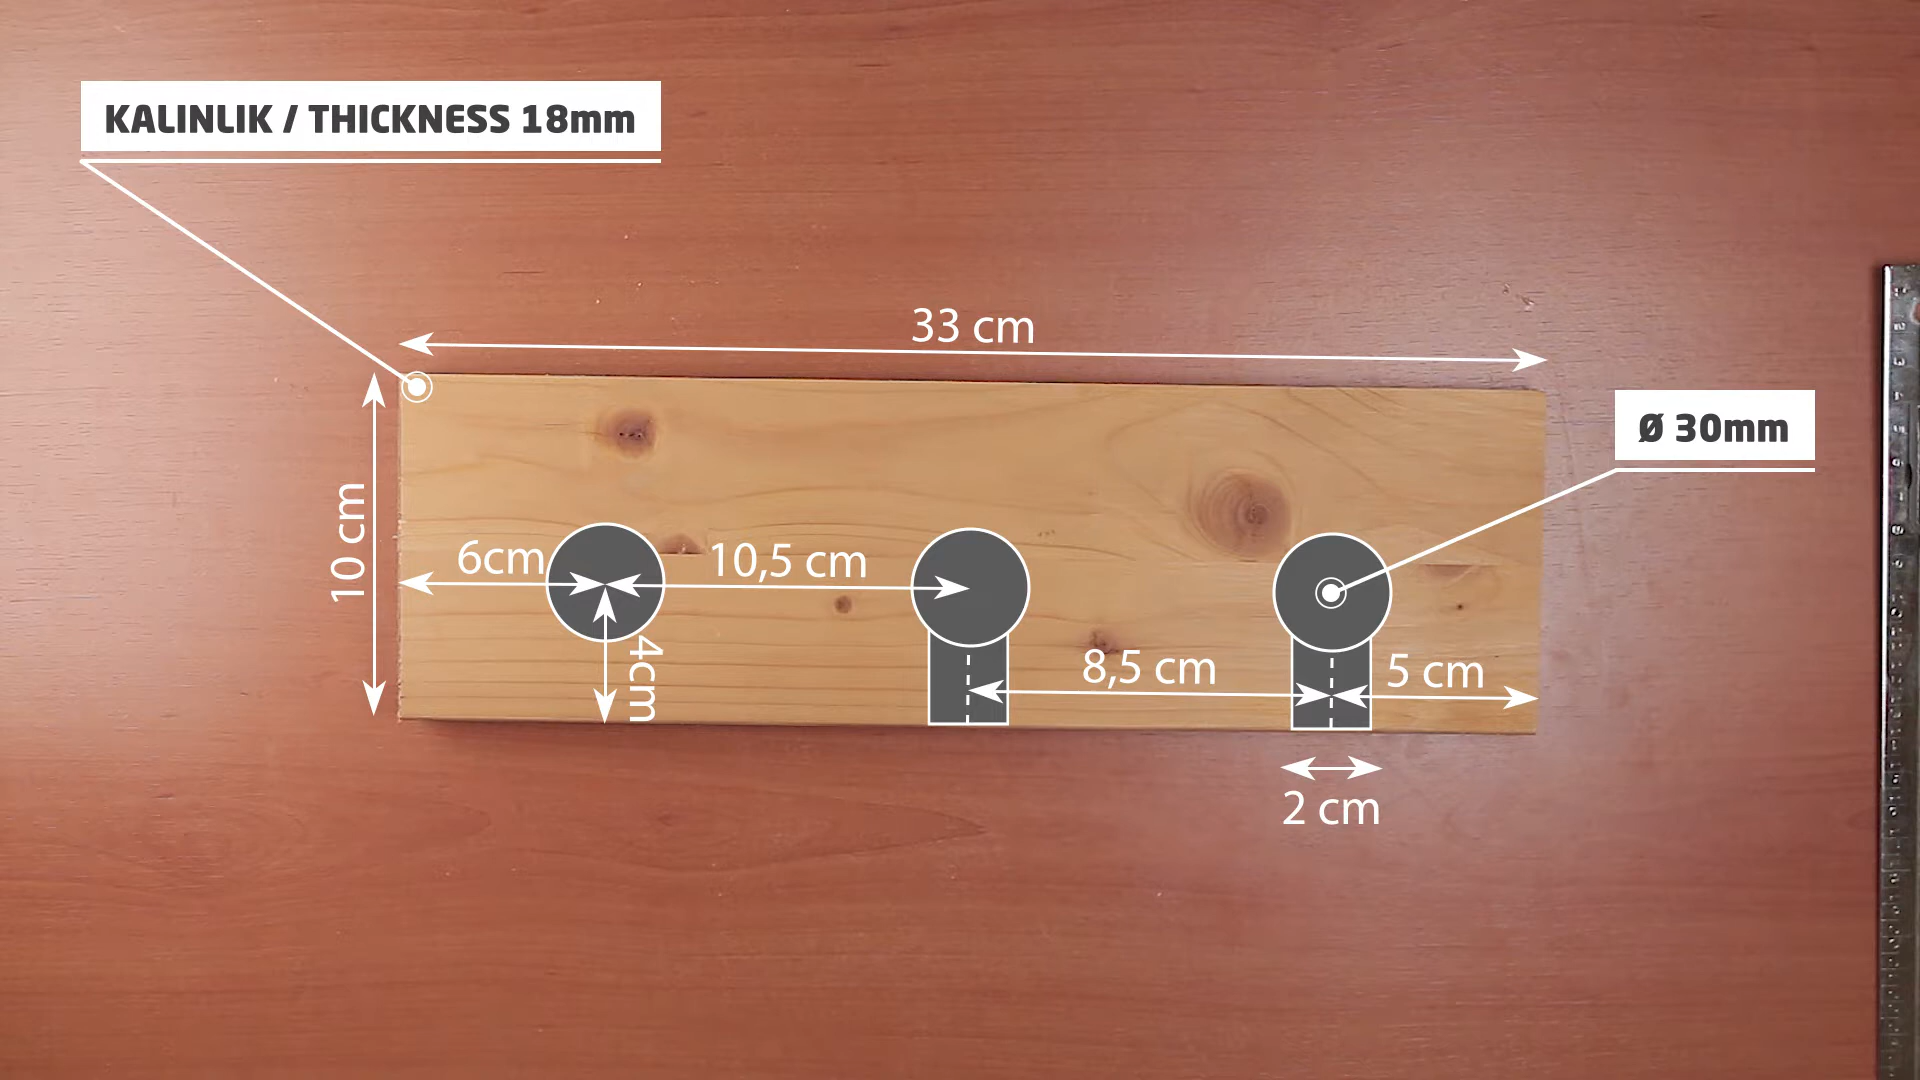 KALINLIK / THICKNESS 18mm
33 cm
Ø 30mm
10 cm
6cm
10,5 cm
4cm
8,5 cm
5 cm
2 cm